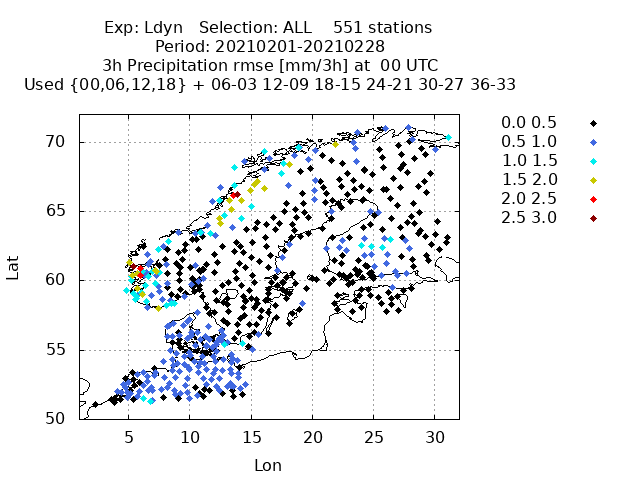 Exp: Ldyn   Selection: ALL    551 stations
Period: 20210201-20210228
3h Precipitation rmse [mm/3h] at  00 UTC
Used {00,06,12,18} + 06-03 12-09 18-15 24-21 30-27 36-33
0.0 0.5
0.5 1.0
1.0 1.5
1.5 2.0
2.0 2.5
2.5 3.0
70
65
60
55
50
Lat
5 10 15 20 25 30
Lon